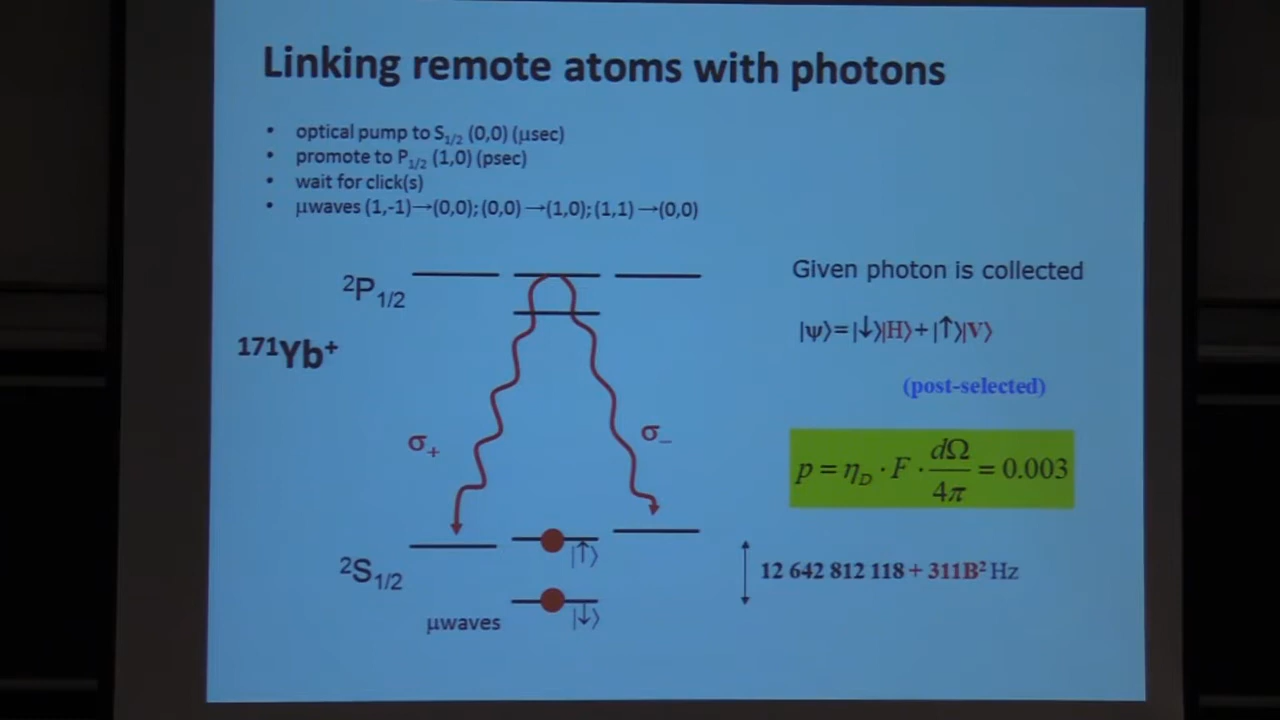 Linking remote atoms with photons
• optical pump to S1/2 (0,0) (μsec)
• promote to P1/2 (1,0) (psec)
• wait for click(s)
• μwaves (1,-1)→(0,0); (0,0) →(1,0); (1,1) →(0,0)
²P1/2
Given photon is collected
|ψ⟩=|↓⟩|H⟩+|↑⟩|V⟩
¹⁷¹Yb⁺
(post-selected)
σ+
σ−
p = ηD · F · dΩ/4π = 0.003
|↑⟩
²S1/2
12 642 812 118 + 311B² Hz
μwaves
|↓⟩